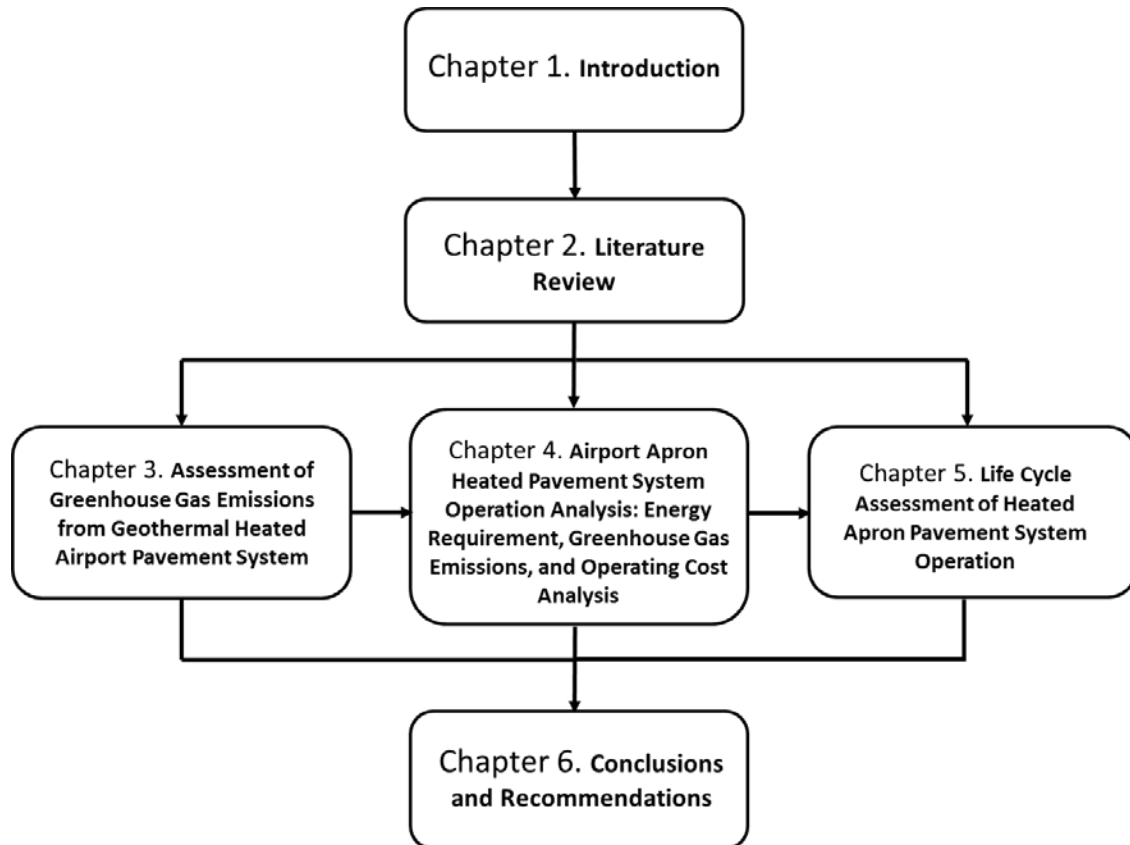 Chapter 1. Introduction
Chapter 2. Literature
Review
Chapter 3. Assessment of
Greenhouse Gas Emissions
from Geothermal Heated
Airport Pavement System
Chapter 4. Airport Apron
Heated Pavement System
Operation Analysis: Energy
Requirement, Greenhouse Gas
Emissions, and Operating Cost
Analysis
Chapter 5. Life Cycle
Assessment of Heated
Apron Pavement System
Operation
Chapter 6. Conclusions
and Recommendations